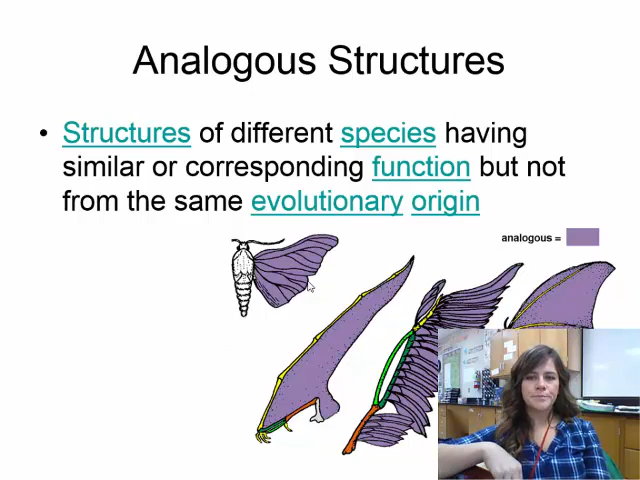 Analogous Structures
• Structures of different species having
similar or corresponding function but not
from the same evolutionary origin
analogous =